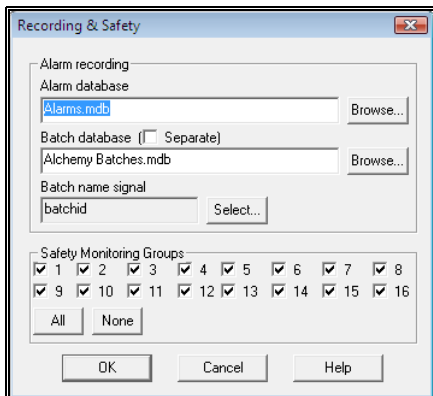 Recording & Safety
Alarm recording
Alarm database
Alarms.mdb
Browse...
Batch database ( Separate)
Alchemy Batches.mdb
Browse...
Batch name signal
batchid
Select...
Safety Monitoring Groups
1 2 3 4 5 6 7 8
9 10 11 12 13 14 15 16
All None
OK Cancel Help